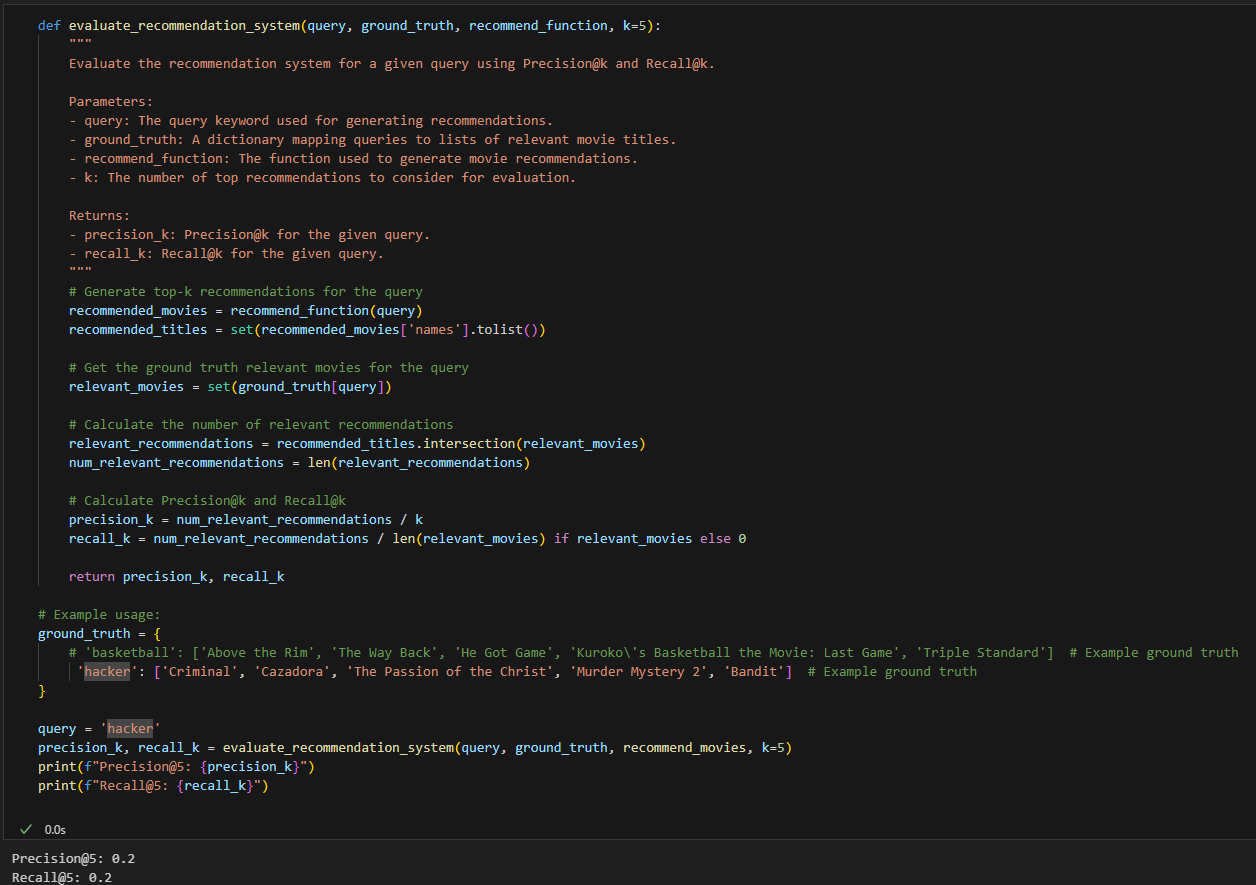 def evaluate_recommendation_system(query, ground_truth, recommend_function, k=5):
    """
    Evaluate the recommendation system for a given query using Precision@k and Recall@k.

    Parameters:
    - query: The query keyword used for generating recommendations.
    - ground_truth: A dictionary mapping queries to lists of relevant movie titles.
    - recommend_function: The function used to generate movie recommendations.
    - k: The number of top recommendations to consider for evaluation.

    Returns:
    - precision_k: Precision@k for the given query.
    - recall_k: Recall@k for the given query.
    """
    # Generate top-k recommendations for the query
    recommended_movies = recommend_function(query)
    recommended_titles = set(recommended_movies['names'].tolist())

    # Get the ground truth relevant movies for the query
    relevant_movies = set(ground_truth[query])

    # Calculate the number of relevant recommendations
    relevant_recommendations = recommended_titles.intersection(relevant_movies)
    num_relevant_recommendations = len(relevant_recommendations)

    # Calculate Precision@k and Recall@k
    precision_k = num_relevant_recommendations / k
    recall_k = num_relevant_recommendations / len(relevant_movies) if relevant_movies else 0

    return precision_k, recall_k

# Example usage:
ground_truth = {
    # 'basketball': ['Above the Rim', 'The Way Back', 'He Got Game', 'Kuroko\'s Basketball the Movie: Last Game', 'Triple Standard']  # Example ground truth
     'hacker': ['Criminal', 'Cazadora', 'The Passion of the Christ', 'Murder Mystery 2', 'Bandit']  # Example ground truth
}

query = 'hacker'
precision_k, recall_k = evaluate_recommendation_system(query, ground_truth, recommend_movies, k=5)
print(f"Precision@5: {precision_k}")
print(f"Recall@5: {recall_k}")
✓ 0.0s
Precision@5: 0.2
Recall@5: 0.2